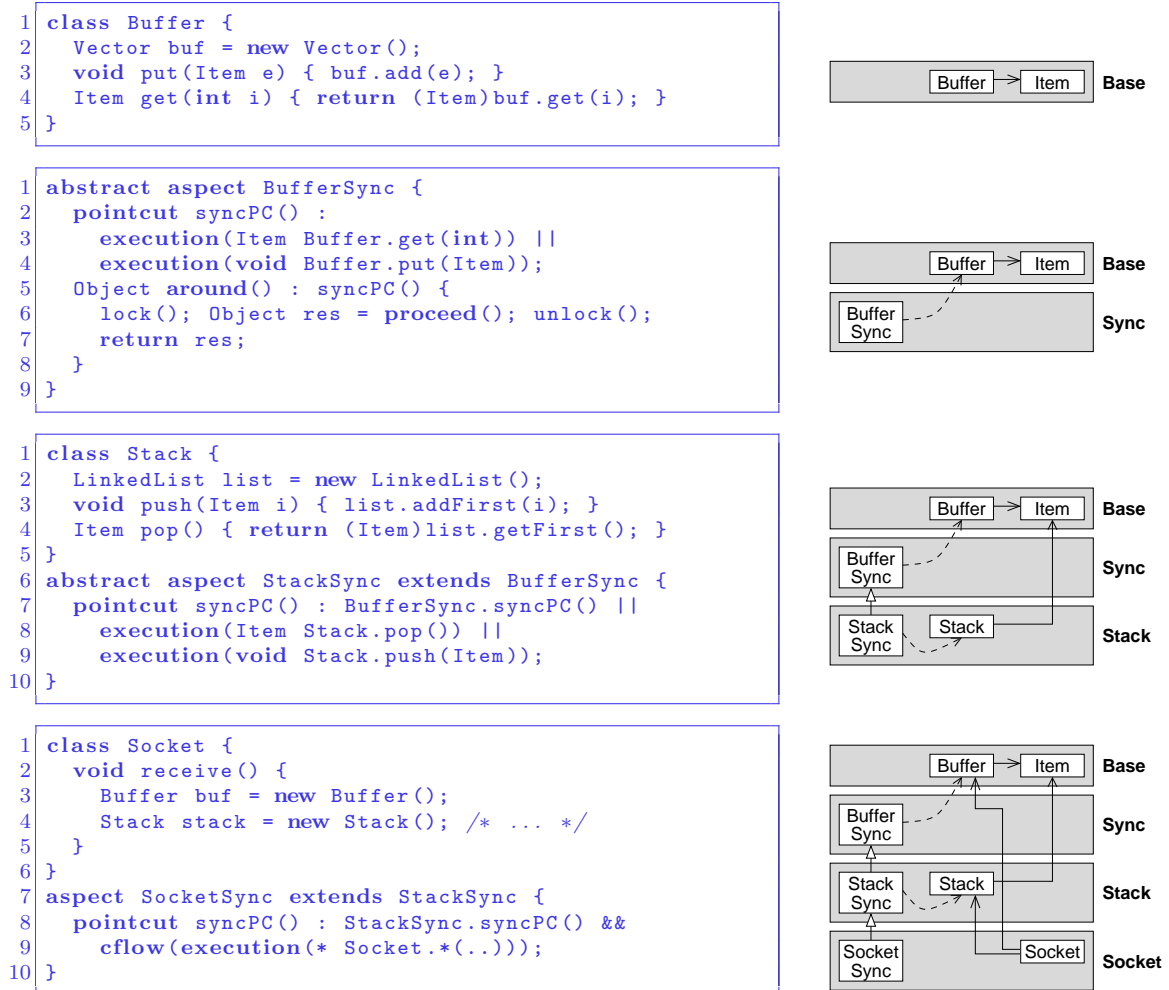 1 class Buffer {
2   Vector buf = new Vector();
3   void put(Item e) { buf.add(e); }
4   Item get(int i) { return (Item)buf.get(i); }
5 }
Buffer Item Base
1 abstract aspect BufferSync {
2   pointcut syncPC() :
3     execution(Item Buffer.get(int)) ||
4     execution(void Buffer.put(Item));
5   Object around() : syncPC() {
6     lock(); Object res = proceed(); unlock();
7     return res;
8   }
9 }
Buffer Item Base
Buffer
Sync
Sync
1 class Stack {
2   LinkedList list = new LinkedList();
3   void push(Item i) { list.addFirst(i); }
4   Item pop() { return (Item)list.getFirst(); }
5 }
6 abstract aspect StackSync extends BufferSync {
7   pointcut syncPC() : BufferSync.syncPC() ||
8     execution(Item Stack.pop()) ||
9     execution(void Stack.push(Item));
10 }
Buffer Item Base
Buffer
Sync
Sync
Stack
Sync
Stack
Stack
1 class Socket {
2   void receive() {
3     Buffer buf = new Buffer();
4     Stack stack = new Stack(); /* ... */
5   }
6 }
7 aspect SocketSync extends StackSync {
8   pointcut syncPC() : StackSync.syncPC() &&
9     cflow(execution(* Socket.*(..)));
10 }
Buffer Item Base
Buffer
Sync
Sync
Stack
Sync
Stack
Stack
Socket
Sync
Socket
Socket